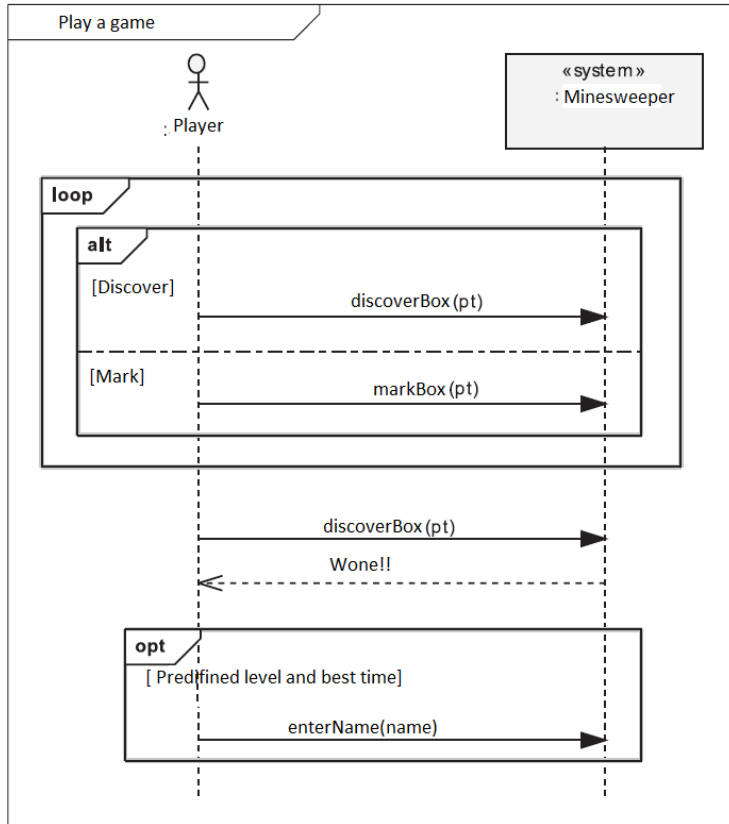 Play a game
«system»
: Minesweeper
: Player
loop
alt
[Discover]
discoverBox(pt)
[Mark]
markBox(pt)
discoverBox(pt)
Wone!!
opt
[ Predifined level and best time]
enterName(name)